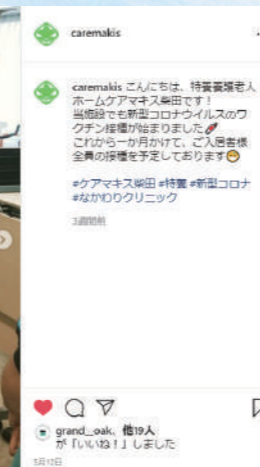 caremakis
caremakis こんにちは、特養養護老人
ホームケアマキス柴田です！
当施設でも新型コロナウイルスのワ
クチン接種が始まりました🚀
これから一か月かけて、ご入居者様
全員の接種を予定しております😷
#ケアマキス柴田 #特養 #新型コロナ
#なかわりクリニック
3週間前
grand__oak、他19人
が「いいね！」しました
5月12日